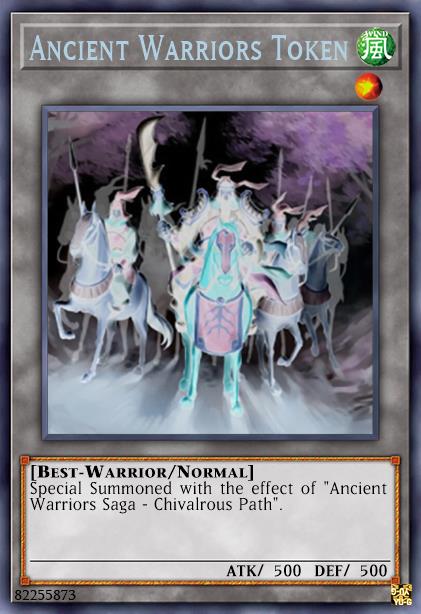 ANCIENT WARRIORS TOKEN
WIND
風
[BEST-WARRIOR/NORMAL]
Special Summoned with the effect of "Ancient
Warriors Saga - Chivalrous Path".
ATK/ 500 DEF/ 500
82255873